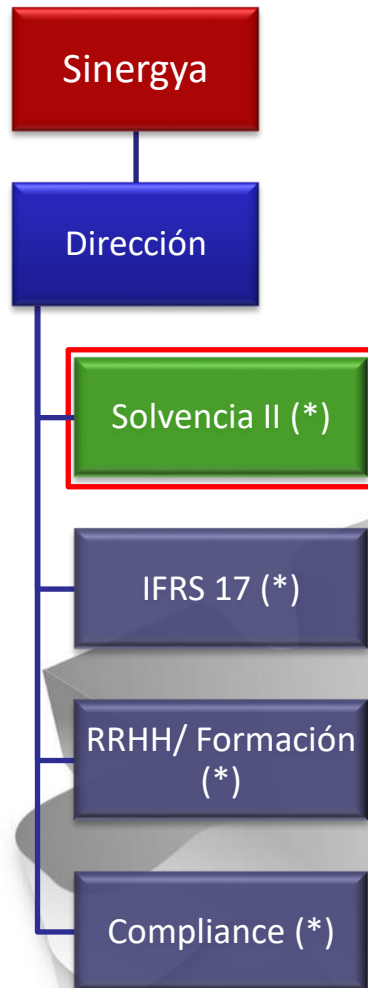 Sinergya
Dirección
Solvencia II (*)
IFRS 17 (*)
RRHH/ Formación
(*)
Compliance (*)